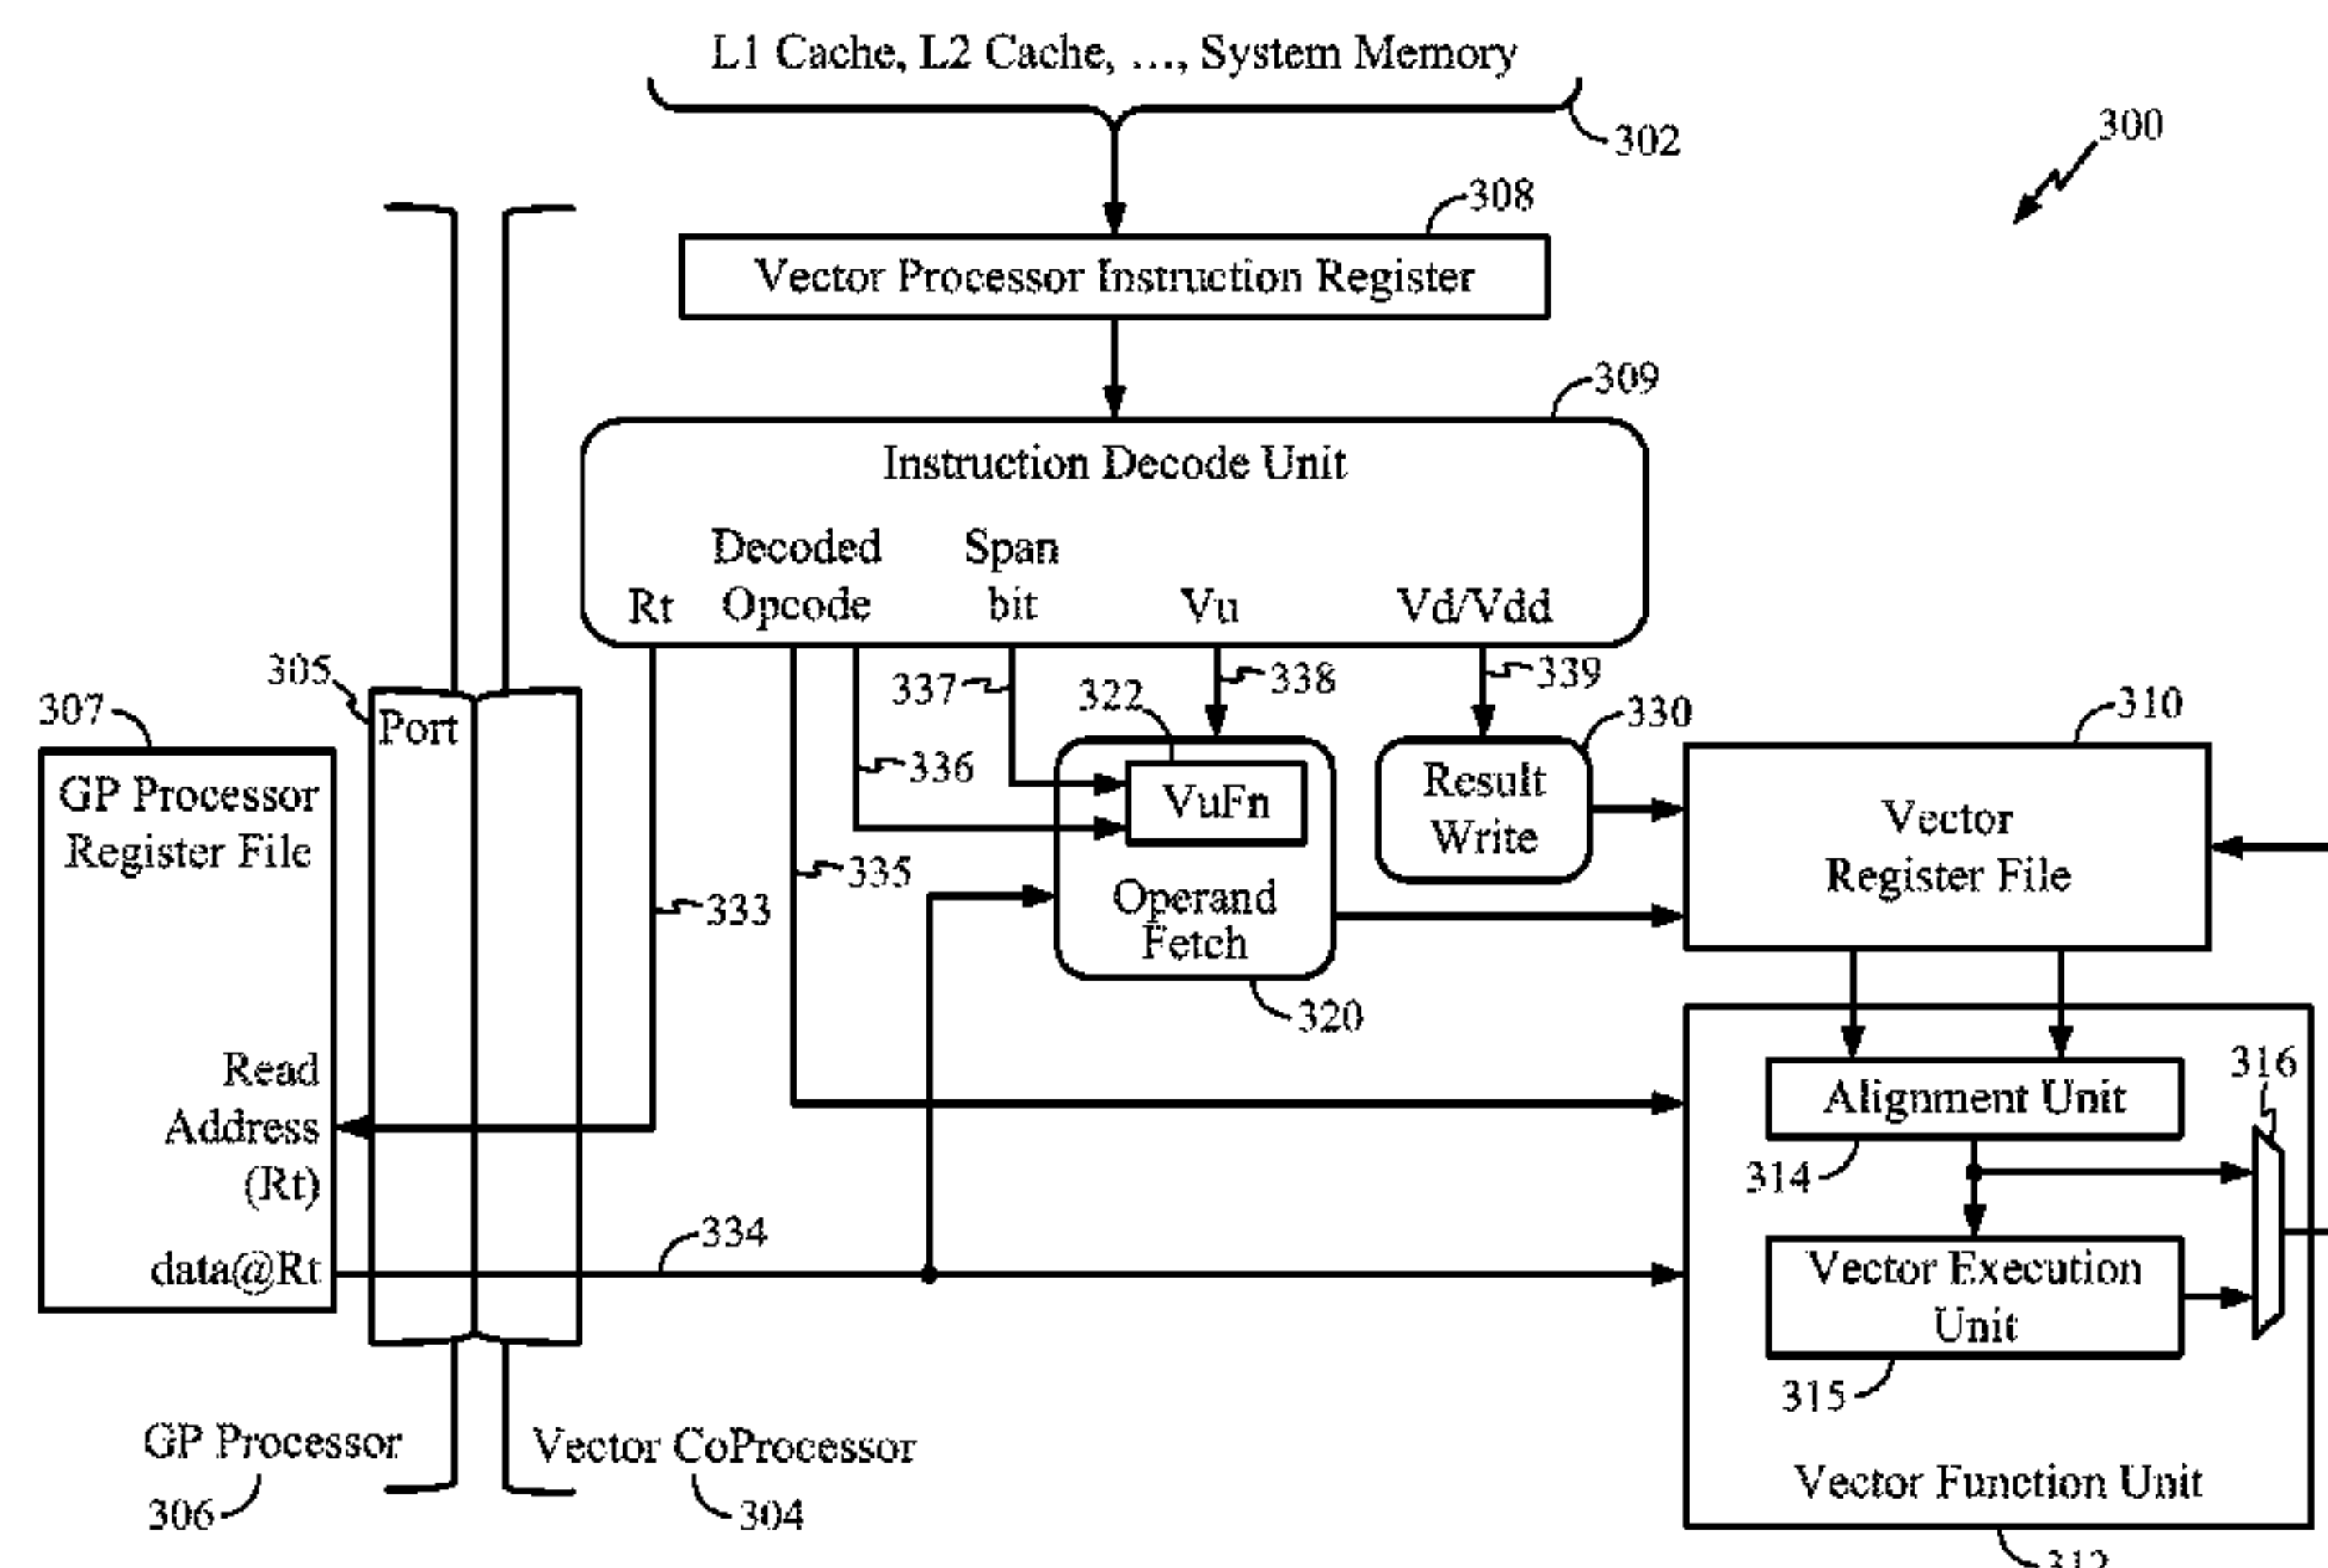 L1 Cache, L2 Cache, ..., System Memory
302
300
308
Vector Processor Instruction Register
309
Instruction Decode Unit
Decoded Span
Rt Opcode bit Vu Vd/Vdd
305
307
Port
337
322
338
339
330
310
GP Processor
Register File
336
VuFn
Result
Write
Vector
Register File
335
333
Operand
Fetch
320
Read
Address
(Rt)
316
Alignment Unit
314
334
data@Rt
Vector Execution
Unit
315
GP Processor
306
Vector CoProcessor
304
Vector Function Unit
312